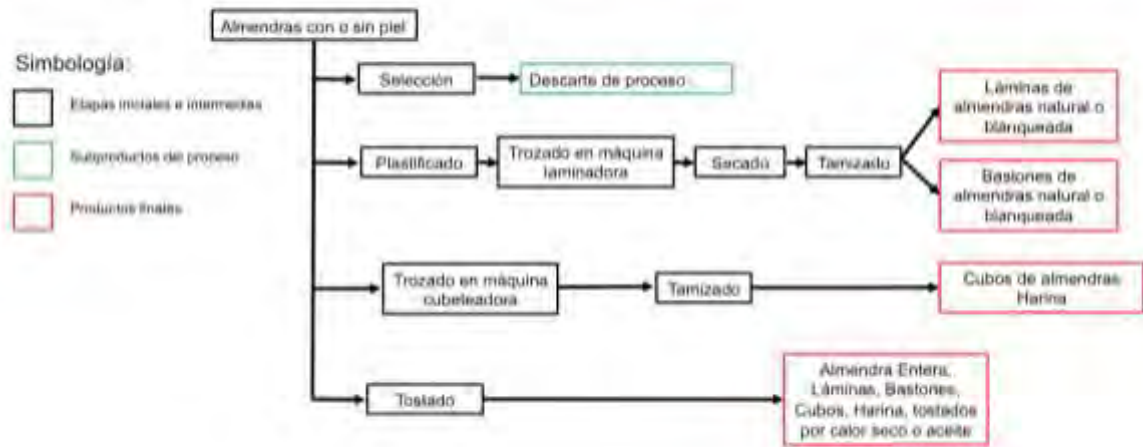 Almendras con o sin piel
Simbología:
Etapas iniciales e intermedias
Subproductos del proceso
Productos finales
Selección
Descarte de proceso
Plastificado
Trozado en máquina
laminadora
Secado
Tamizado
Láminas de
almendras natural o
blanqueada
Bastones de
almendras natural o
blanqueada
Trozado en máquina
cubeleadora
Tamizado
Cubos de almendras
Harina
Tostado
Almendra Entera,
Láminas, Bastones,
Cubos, Harina, tostados
por calor seco o aceite